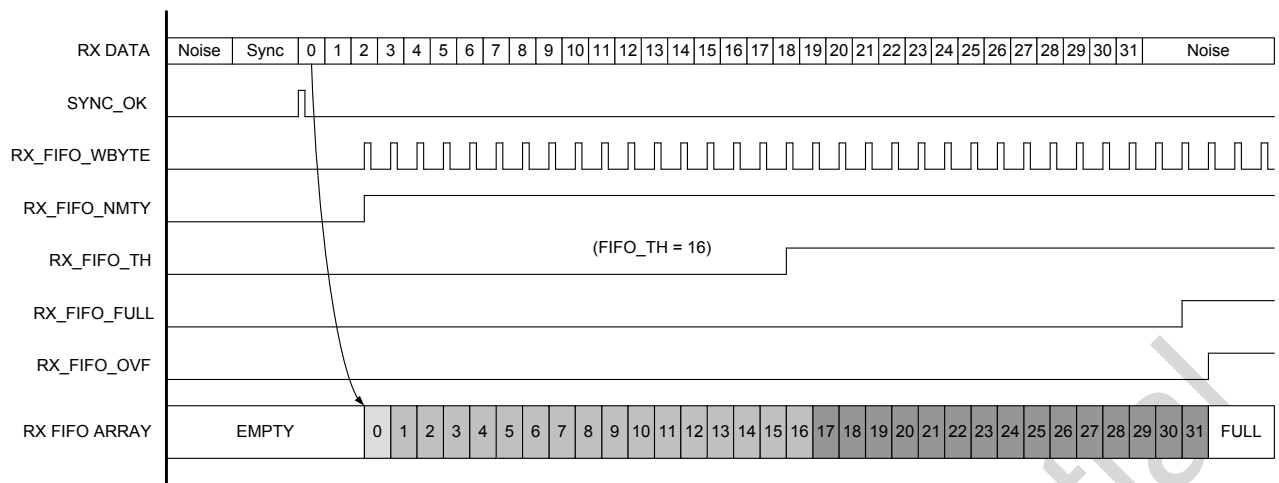 RX DATA Noise Sync 0 1 2 3 4 5 6 7 8 9 10 11 12 13 14 15 16 17 18 19 20 21 22 23 24 25 26 27 28 29 30 31 Noise
SYNC_OK
RX_FIFO_WBYTE
RX_FIFO_NMTY
(FIFO_TH = 16)
RX_FIFO_TH
RX_FIFO_FULL
RX_FIFO_OVF
RX FIFO ARRAY EMPTY 0 1 2 3 4 5 6 7 8 9 10 11 12 13 14 15 16 17 18 19 20 21 22 23 24 25 26 27 28 29 30 31 FULL